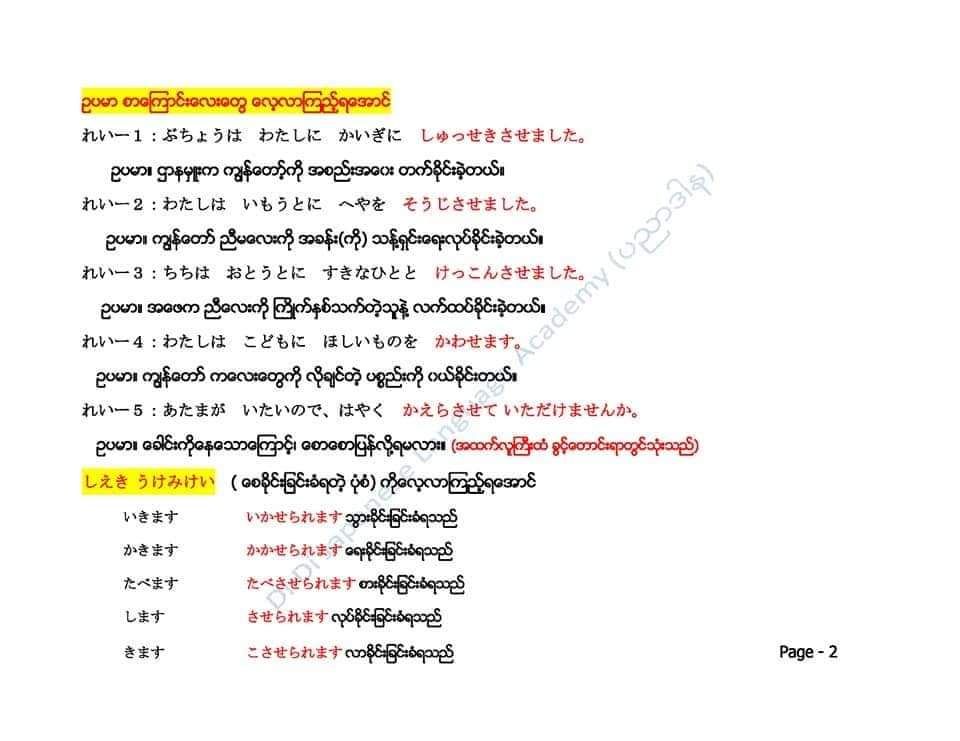 ဥပမာ စာကြောင်းလေးတွေ လေ့လာကြည့်ရအောင်
れいー１：ぶちょうは　わたしに　かいぎに　しゅっせきさせました。
ဥပမာ။ ဌာနမှူးက ကျွန်တော့်ကို အစည်းအဝေး တက်ခိုင်းခဲ့တယ်။
れいー２：わたしは　いもうとに　へやを　そうじさせました。
ဥပမာ။ ကျွန်တော် ညီမလေးကို အခန်း(ကို) သန့်ရှင်းရေးလုပ်ခိုင်းခဲ့တယ်။
れいー３：ちちは　おとうとに　すきなひとと　けっこんさせました。
ဥပမာ။ အဖေက ညီလေးကို ကြိုက်နှစ်သက်တဲ့သူနဲ့ လက်ထပ်ခိုင်းခဲ့တယ်။
れいー４：わたしは　こどもに　ほしいものを　かわせます。
ဥပမာ။ ကျွန်တော် ကလေးတွေကို လိုချင်တဲ့ ပစ္စည်းကို ဝယ်ခိုင်းတယ်။
れいー５：あたまが　いたいので、はやく　かえらさせて いただけませんか。
ဥပမာ။ ခေါင်းကိုနေသောကြောင့်၊ စောစောပြန်လို့ရမလား။ (အထက်လူကြီးထံ ခွင့်တောင်းရာတွင်သုံးသည်)
しえき うけみけい ( စေခိုင်းခြင်းခံရတဲ့ ပုံစံ) ကိုလေ့လာကြည့်ရအောင်
いきます　いかせられます သွားခိုင်းခြင်းခံရသည်
かきます　かかせられます ရေးခိုင်းခြင်းခံရသည်
たべます　たべさせられます စားခိုင်းခြင်းခံရသည်
します　させられます လုပ်ခိုင်းခြင်းခံရသည်
きます　こさせられます လာခိုင်းခြင်းခံရသည်
Page - 2
Japanese Language Academy (ပညာဒါန)